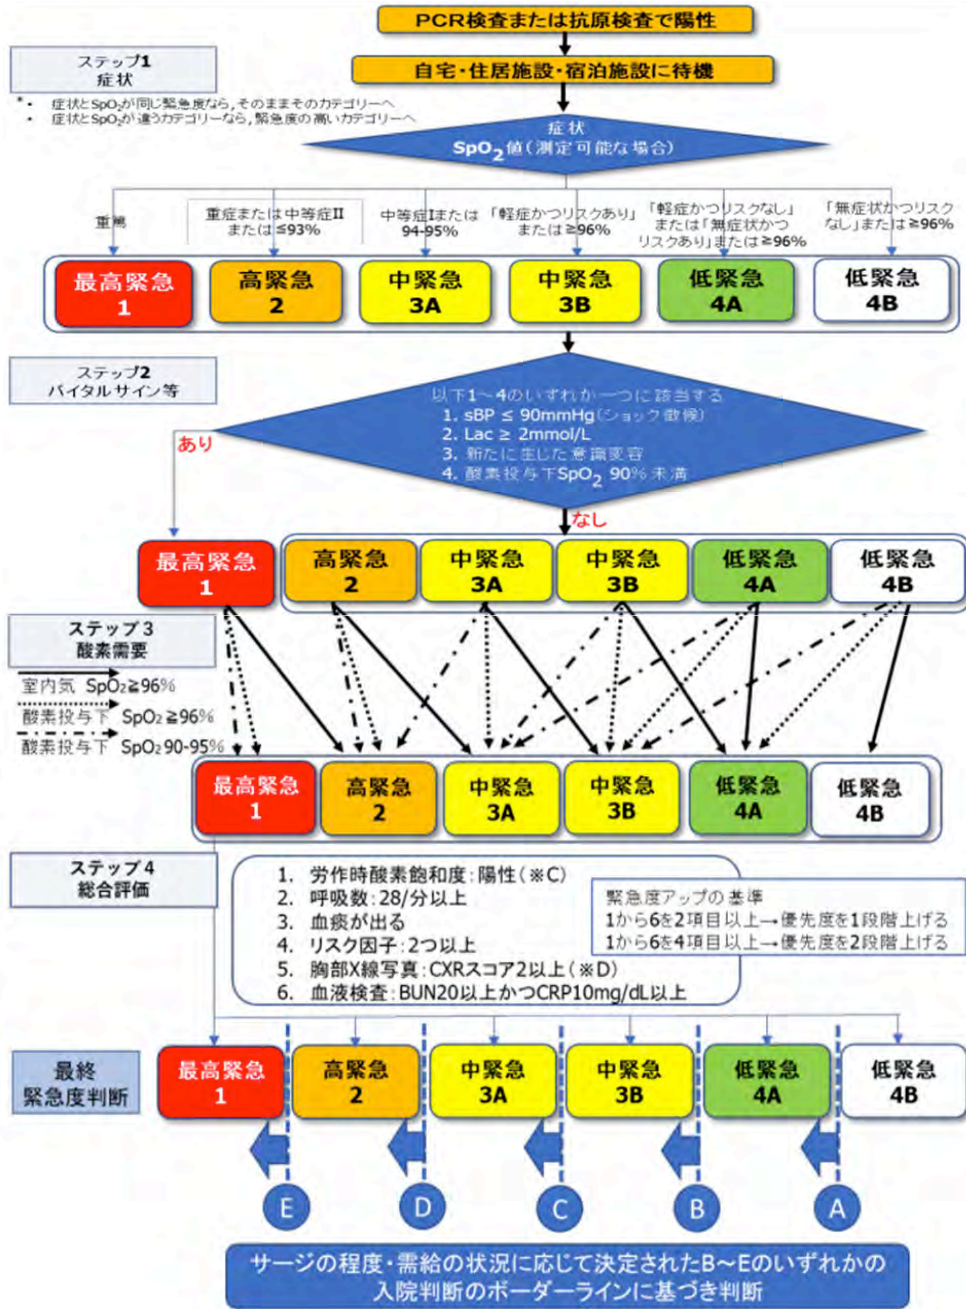 PCR検査または抗原検査で陽性
ステップ1
症状
自宅・住居施設・宿泊施設に待機
*・ 症状とSpO₂が同じ緊急度なら,そのままそのカテゴリーへ
・ 症状とSpO₂が違うカテゴリーなら,緊急度の高いカテゴリーへ
症状
SpO₂値(測定可能な場合)
重篤
重症または中等症II
または≦93%
中等症Iまたは
94-95%
「軽症かつリスクあり」
または≧96%
「軽症かつリスクなし」
または「無症状かつ
リスクあり」または≧96%
「無症状かつリスク
なし」または≧96%
最高緊急
1
高緊急
2
中緊急
3A
中緊急
3B
低緊急
4A
低緊急
4B
ステップ2
バイタルサイン等
以下1~4のいずれか一つに該当する
1. sBP ≤ 90mmHg(ショック徴候)
2. Lac ≥ 2mmol/L
3. 新たに生じた意識変容
4. 酸素投与下SpO₂ 90%未満
あり
なし
最高緊急
1
高緊急
2
中緊急
3A
中緊急
3B
低緊急
4A
低緊急
4B
ステップ3
酸素需要
室内気 SpO₂≧96%
酸素投与下 SpO₂≧96%
酸素投与下 SpO₂90-95%
最高緊急
1
高緊急
2
中緊急
3A
中緊急
3B
低緊急
4A
低緊急
4B
ステップ4
総合評価
1. 労作時酸素飽和度:陽性(※C)
2. 呼吸数:28/分以上
3. 血痰が出る
4. リスク因子:2つ以上
5. 胸部X線写真:CXRスコア2以上(※D)
6. 血液検査:BUN20以上かつCRP10mg/dL以上
緊急度アップの基準
1から6を2項目以上→優先度を1段階上げる
1から6を4項目以上→優先度を2段階上げる
最終
緊急度判断
最高緊急
1
高緊急
2
中緊急
3A
中緊急
3B
低緊急
4A
低緊急
4B
E
D
C
B
A
サージの程度・需給の状況に応じて決定されたB~Eのいずれかの
入院判断のボーダーラインに基づき判断